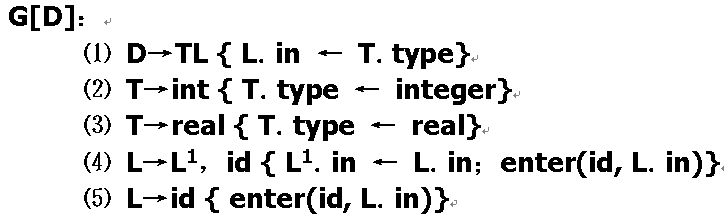 G[D]：
⑴ D→TL { L. in ← T. type}
⑵ T→int { T. type ← integer}
⑶ T→real { T. type ← real}
⑷ L→L¹，id { L¹. in ← L. in；enter(id, L. in)}
⑸ L→id { enter(id, L. in)}